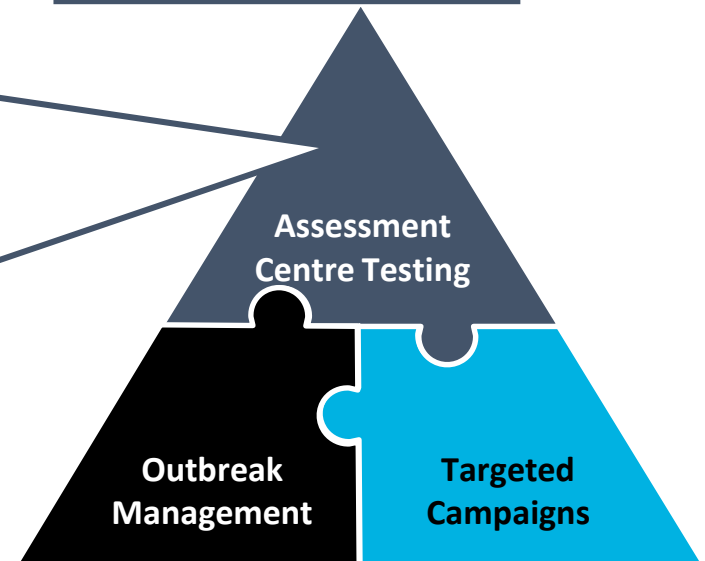 Assessment
Centre Testing
Outbreak
Management
Targeted
Campaigns